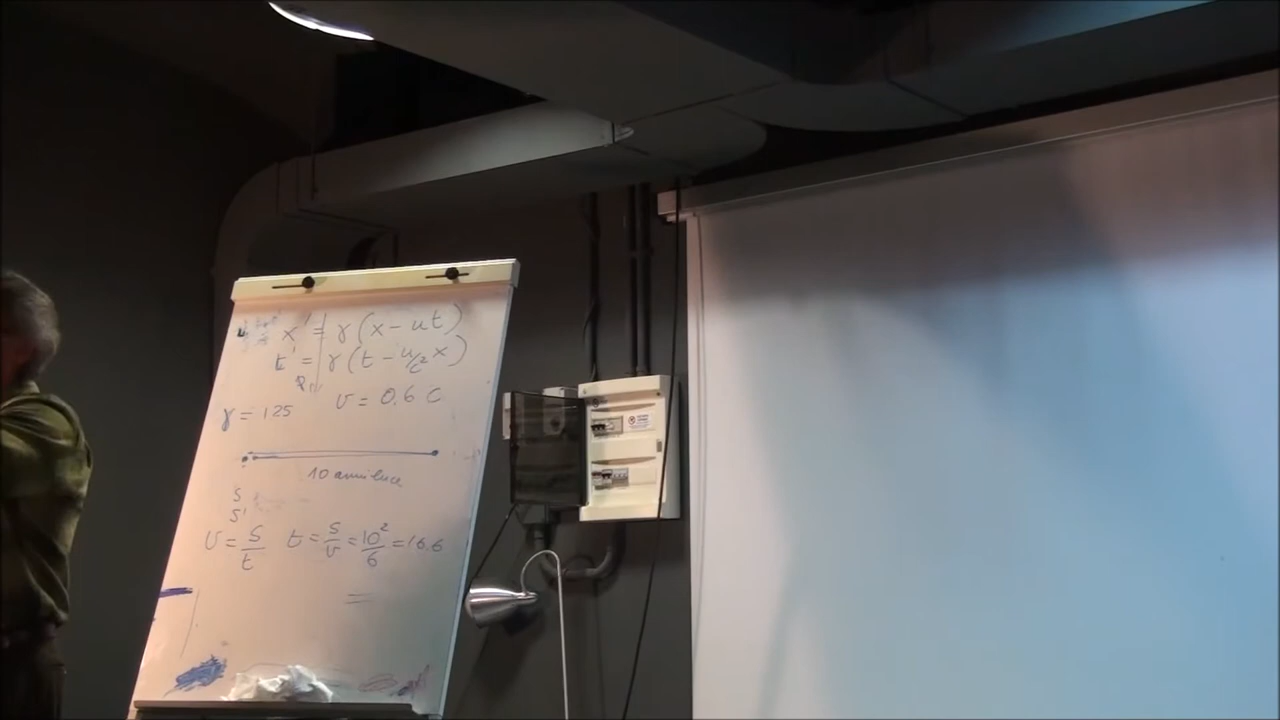 x' = γ (x - ut)
t' = γ (t - u/c² x)
γ = 1.25 v = 0.6 c
10 anni luce
S
S'
v = s/t t = s/v = 10²/6 = 16.6